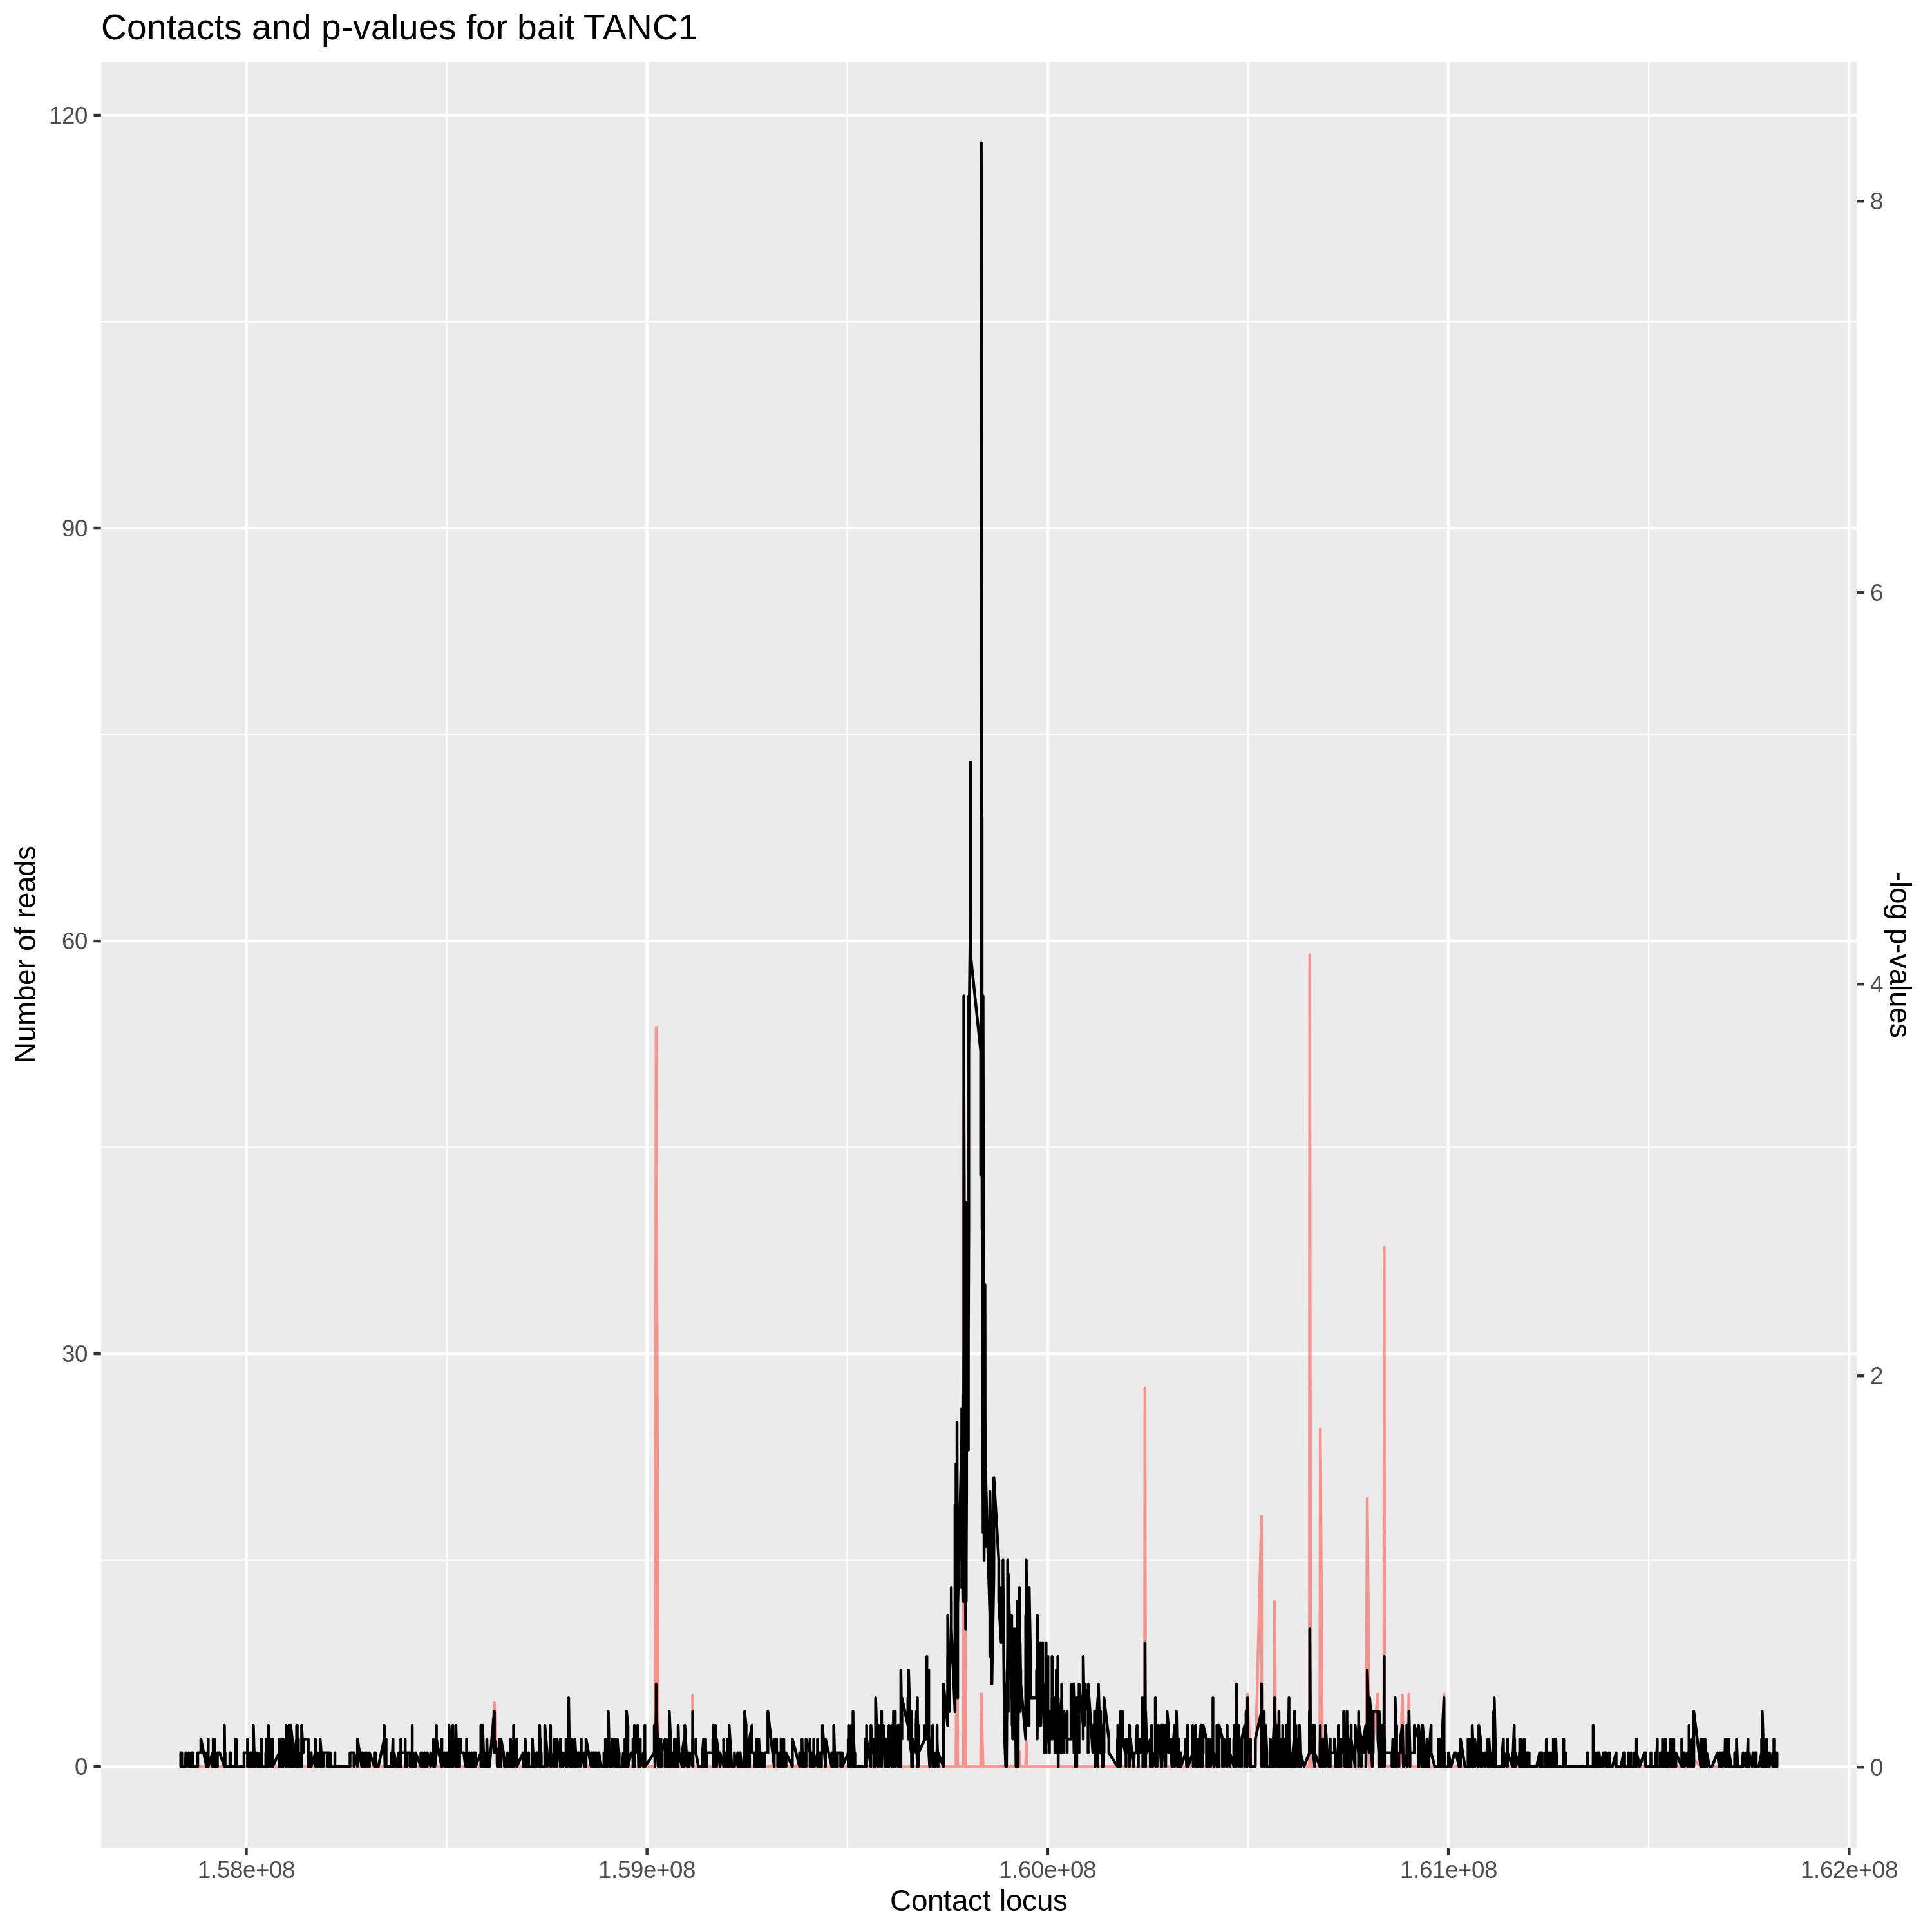 Contacts and p-values for bait TANC1
120
90
60
30
0
Number of reads
8
6
4
2
0
-log p-values
1.58e+08
1.59e+08
1.60e+08
1.61e+08
1.62e+08
Contact locus